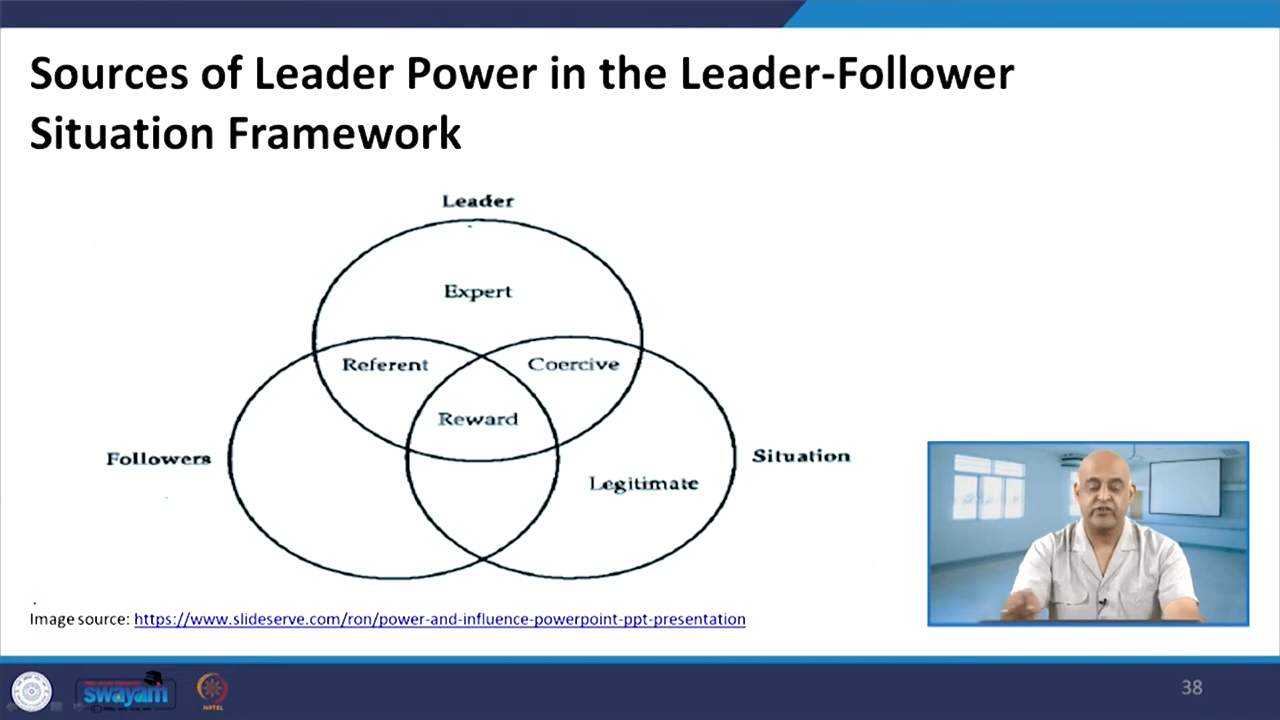 Sources of Leader Power in the Leader-Follower
Situation Framework
Leader
Expert
Referent
Coercive
Reward
Followers
Situation
Legitimate
Image source: https://www.slideserve.com/ron/power-and-influence-powerpoint-ppt-presentation
swayam
NPTEL
38